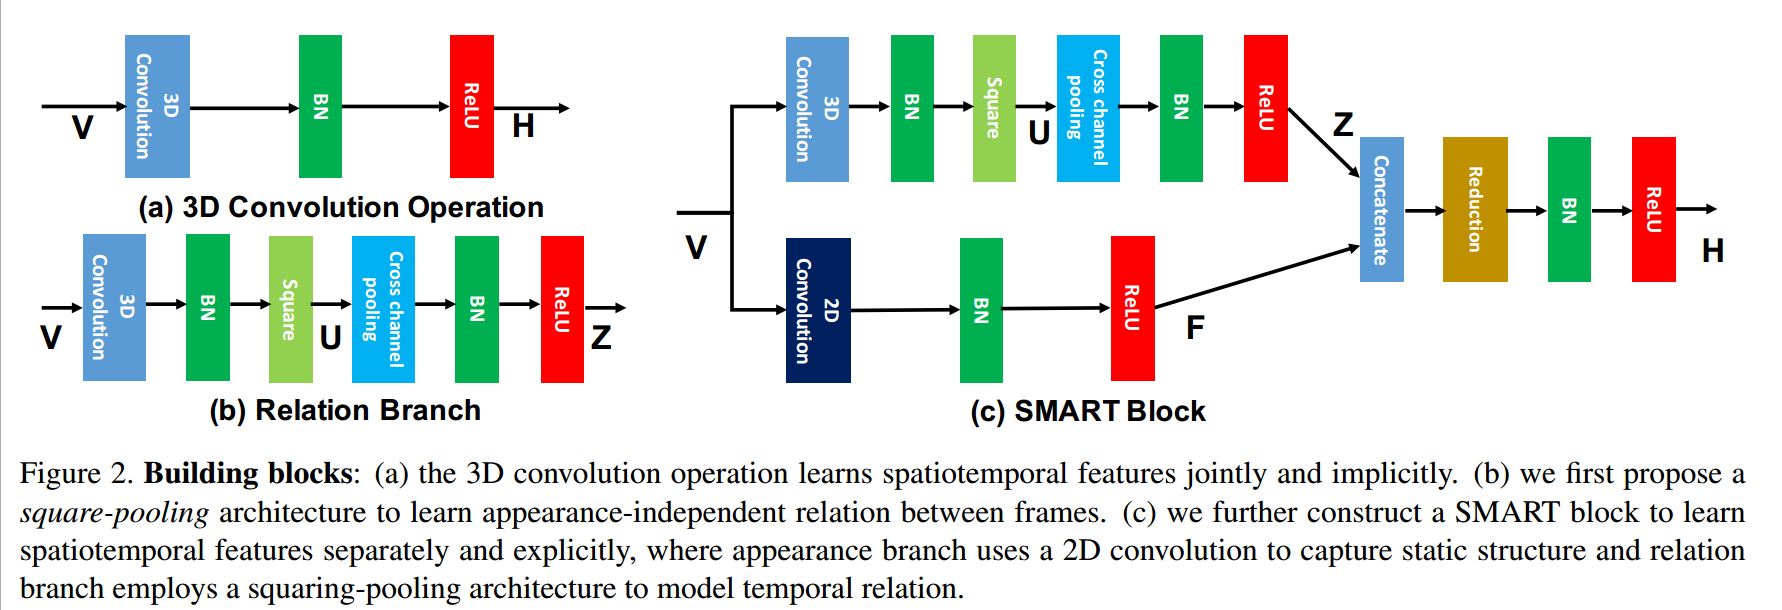 V
3D
Convolution
BN
ReLU
H
(a) 3D Convolution Operation
V
3D
Convolution
BN
Square
U
Cross channel
pooling
BN
ReLU
Z
(b) Relation Branch
V
3D
Convolution
BN
Square
U
Cross channel
pooling
BN
ReLU
Z
2D
Convolution
BN
ReLU
F
Concatenate
Reduction
BN
ReLU
H
(c) SMART Block
Figure 2. Building blocks: (a) the 3D convolution operation learns spatiotemporal features jointly and implicitly. (b) we first propose a
square-pooling architecture to learn appearance-independent relation between frames. (c) we further construct a SMART block to learn
spatiotemporal features separately and explicitly, where appearance branch uses a 2D convolution to capture static structure and relation
branch employs a squaring-pooling architecture to model temporal relation.